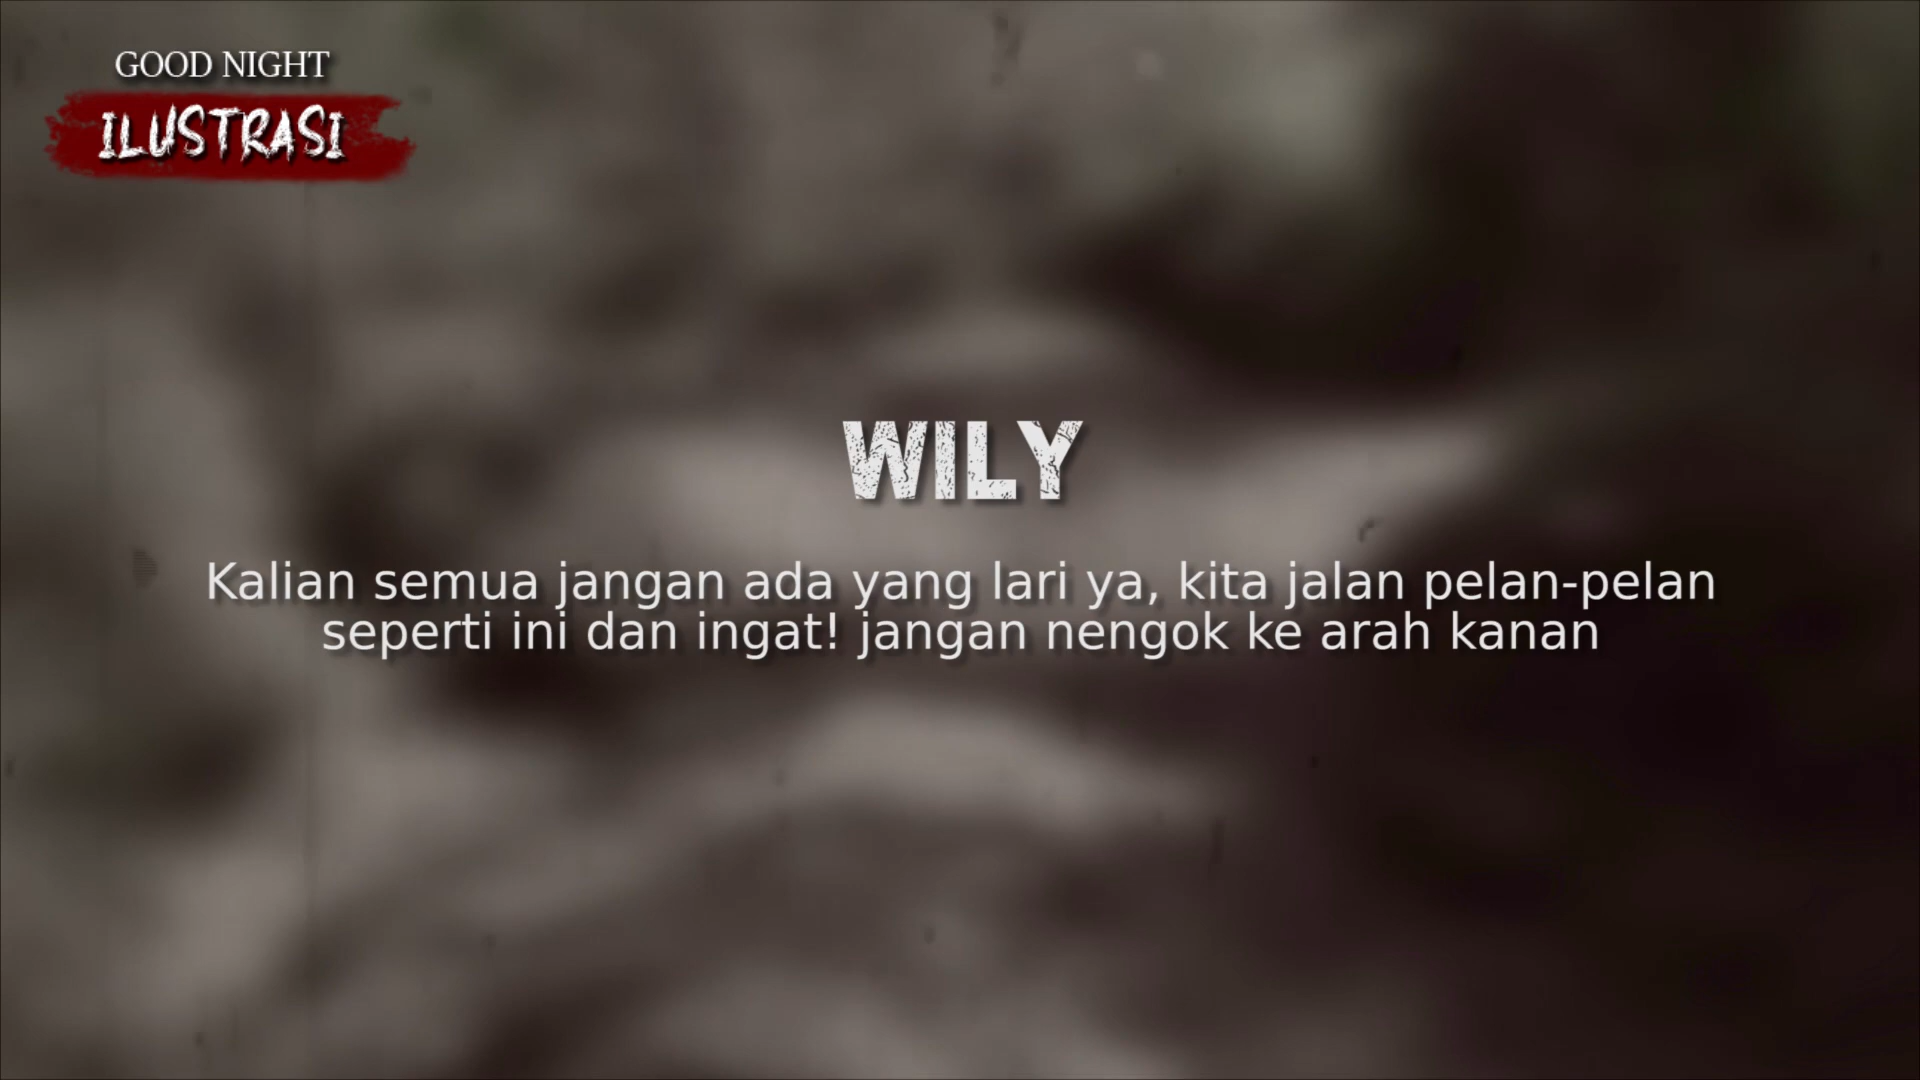 GOOD NIGHT
ILUSTRASI
WILY
Kalian semua jangan ada yang lari ya, kita jalan pelan-pelan
seperti ini dan ingat! jangan nengok ke arah kanan